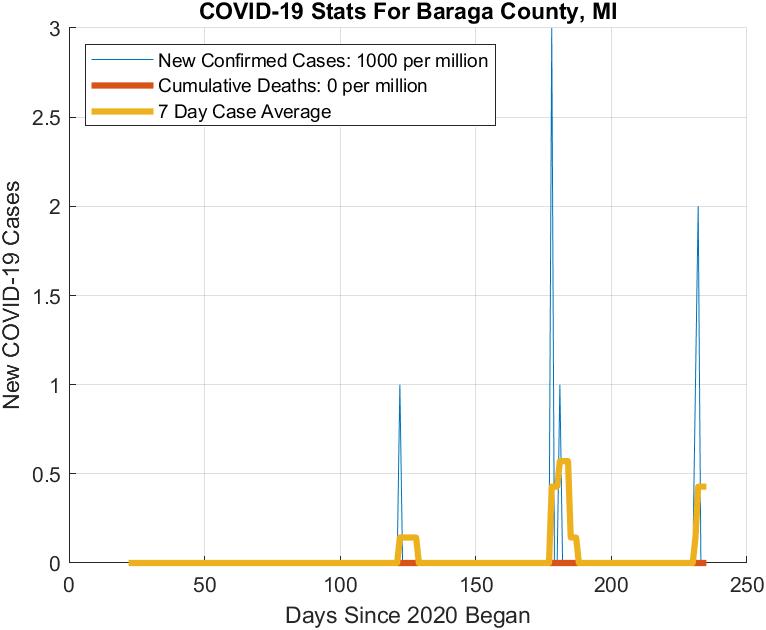 COVID-19 Stats For Baraga County, MI
New Confirmed Cases: 1000 per million
Cumulative Deaths: 0 per million
7 Day Case Average
New COVID-19 Cases
3
2.5
2
1.5
1
0.5
0
0 50 100 150 200 250
Days Since 2020 Began